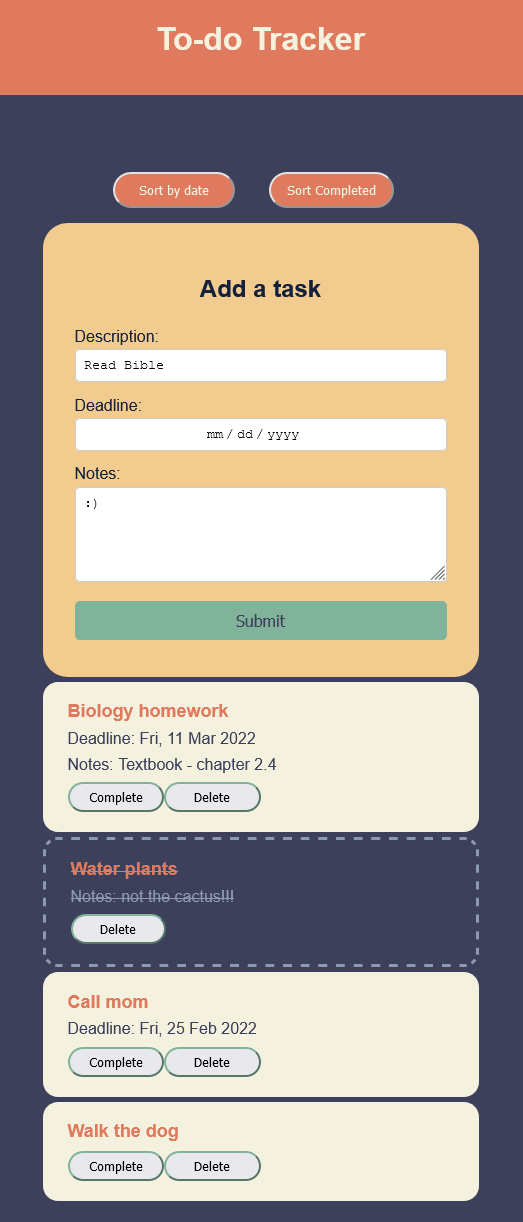 To-do Tracker
Sort by date Sort Completed
Add a task
Description:
Read Bible
Deadline:
mm / dd / yyyy
Notes:
:)
Submit
Biology homework
Deadline: Fri, 11 Mar 2022
Notes: Textbook - chapter 2.4
Complete Delete
Water plants
Notes: not the cactus!!!
Delete
Call mom
Deadline: Fri, 25 Feb 2022
Complete Delete
Walk the dog
Complete Delete